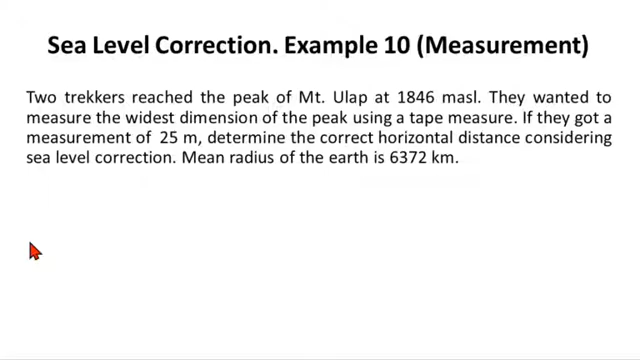 Sea Level Correction. Example 10 (Measurement)
Two trekkers reached the peak of Mt. Ulap at 1846 masl. They wanted to
measure the widest dimension of the peak using a tape measure. If they got a
measurement of 25 m, determine the correct horizontal distance considering
sea level correction. Mean radius of the earth is 6372 km.